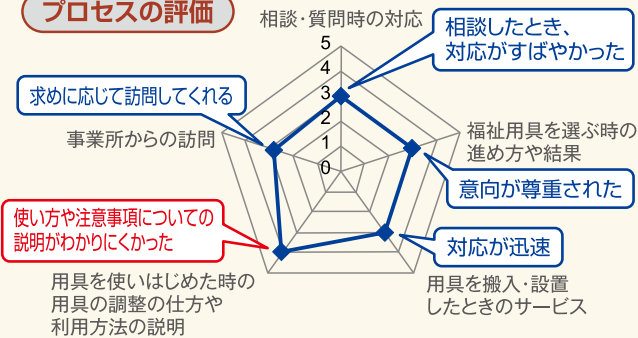 プロセスの評価
相談・質問時の対応
相談したとき、
対応がすばやかった
5
4
3
2
1
0
求めに応じて訪問してくれる
事業所からの訪問
福祉用具を選ぶ時の
進め方や結果
意向が尊重された
使い方や注意事項についての
説明がわかりにくかった
対応が迅速
用具を使いはじめた時の
用具の調整の仕方や
利用方法の説明
用具を搬入・設置
したときのサービス